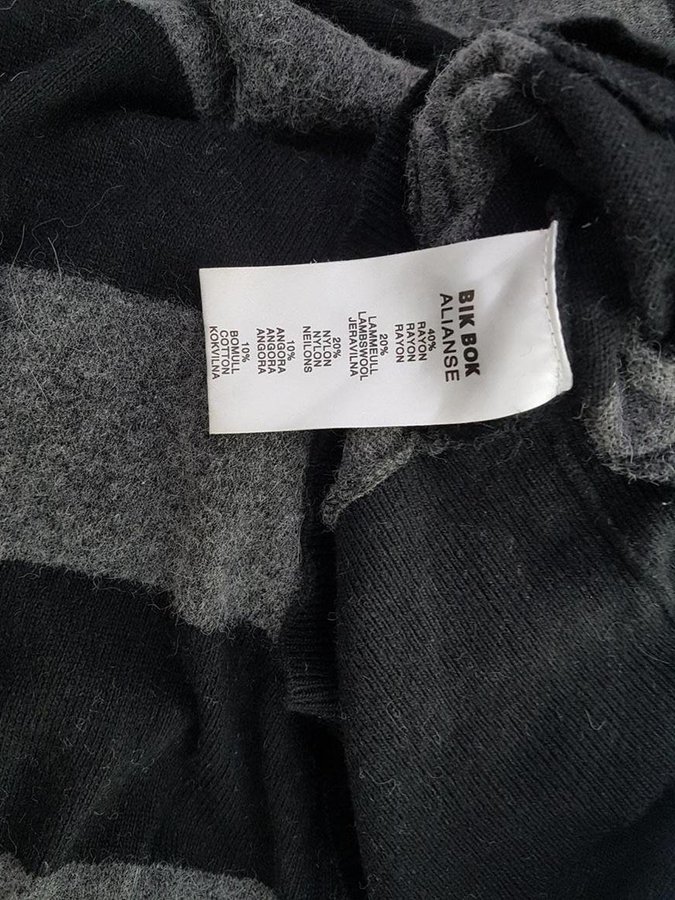 BIK BOK
ALIANSE
40%
RAYON
RAYON
RAYON
20%
LAMMEULL
LAMBSWOOL
JERAVILNA
20%
NYLON
NYLON
NEILONS
10%
ANGORA
ANGORA
ANGORA
10%
BOMULL
COTTON
KOKVILNA